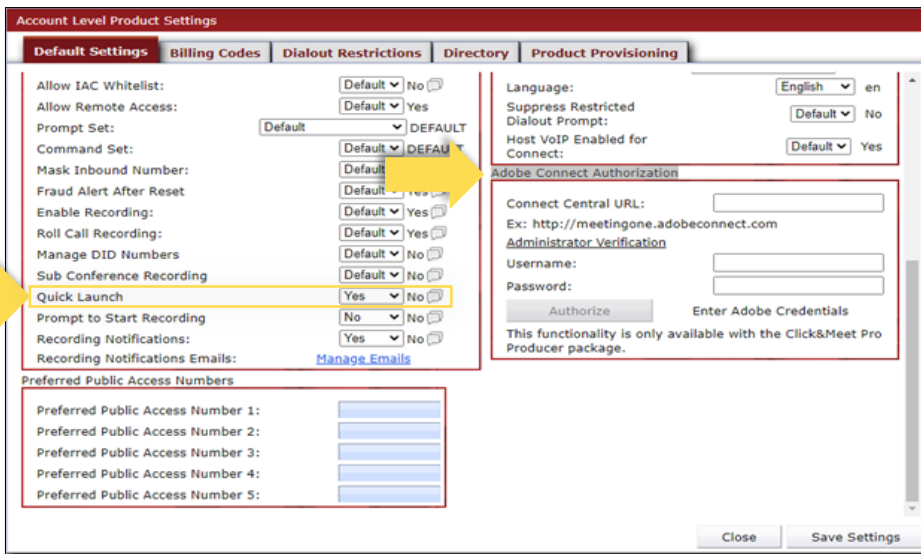 Account Level Product Settings
Default Settings Billing Codes Dialout Restrictions Directory Product Provisioning
Allow IAC Whitelist: Default No
Allow Remote Access: Default Yes
Prompt Set: Default DEFAULT
Command Set: Default DEFAULT
Mask Inbound Number:
Fraud Alert After Reset Default Yes
Enable Recording: Default Yes
Roll Call Recording: Default Yes
Manage DID Numbers Default No
Sub Conference Recording Default No
Quick Launch Yes No
Prompt to Start Recording No No
Recording Notifications: Yes No
Recording Notifications Emails: Manage Emails
Preferred Public Access Numbers
Preferred Public Access Number 1:
Preferred Public Access Number 2:
Preferred Public Access Number 3:
Preferred Public Access Number 4:
Preferred Public Access Number 5:
Language: English en
Suppress Restricted
Dialout Prompt: Default No
Host VoIP Enabled for
Connect: Default Yes
Adobe Connect Authorization
Connect Central URL:
Ex: http://meetingone.adobeconnect.com
Administrator Verification
Username:
Password:
Authorize Enter Adobe Credentials
This functionality is only available with the Click&Meet Pro
Producer package.
Close Save Settings